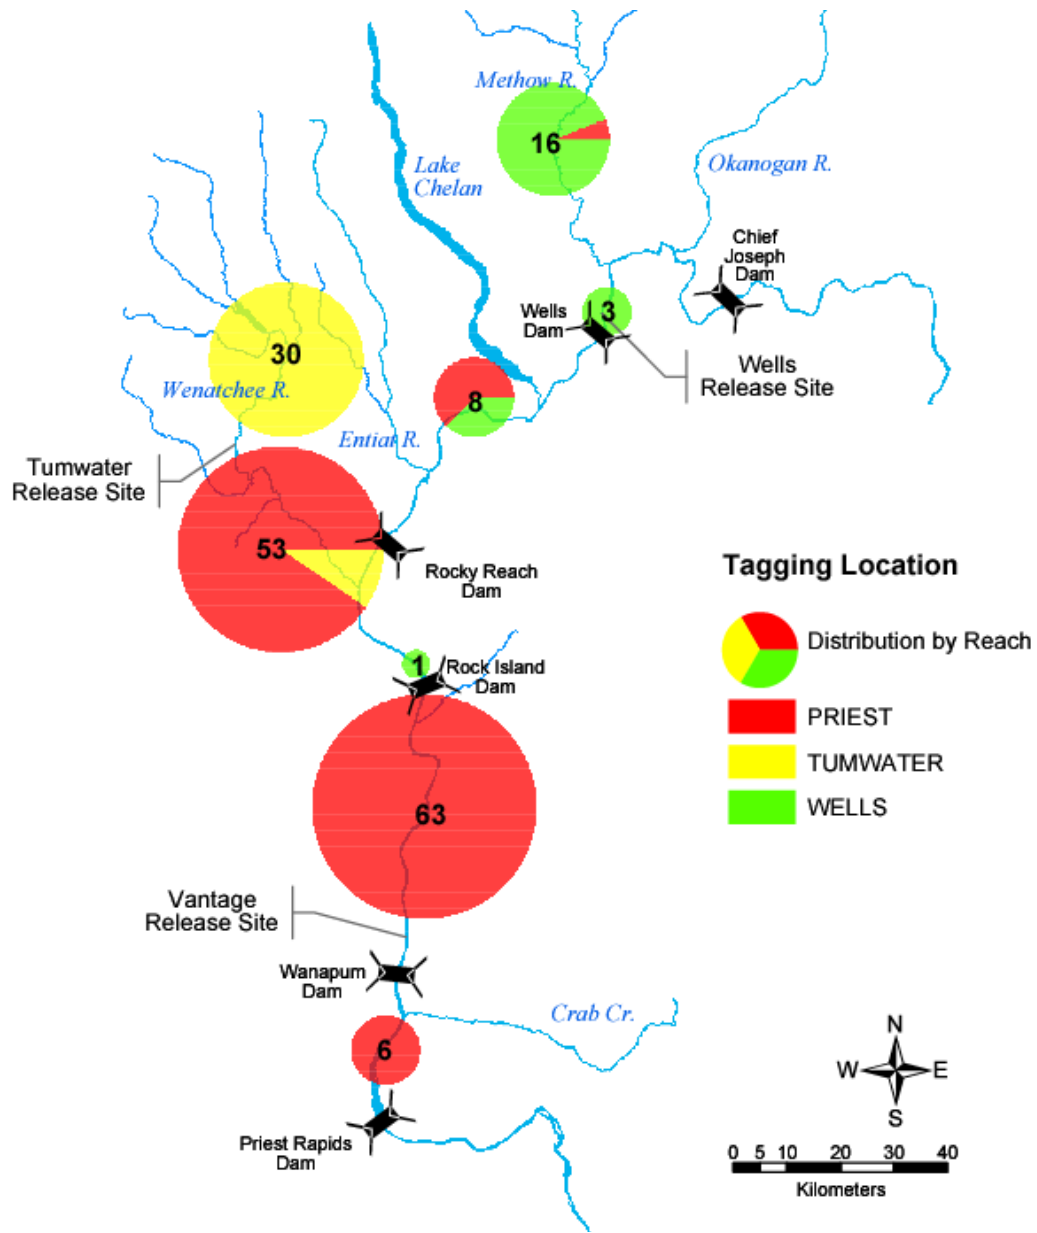 Methow R.
16
Okanogan R.
Lake
Chelan
Chief
Joseph
Dam
Wells
Dam
3
Wells
Release Site
30
Wenatchee R.
8
Entiat R.
Tumwater
Release Site
53
Rocky Reach
Dam
Tagging Location
Distribution by Reach
PRIEST
TUMWATER
WELLS
1
Rock Island
Dam
63
Vantage
Release Site
Wanapum
Dam
Crab Cr.
6
Priest Rapids
Dam
N
W E
S
0 5 10 20 30 40
Kilometers